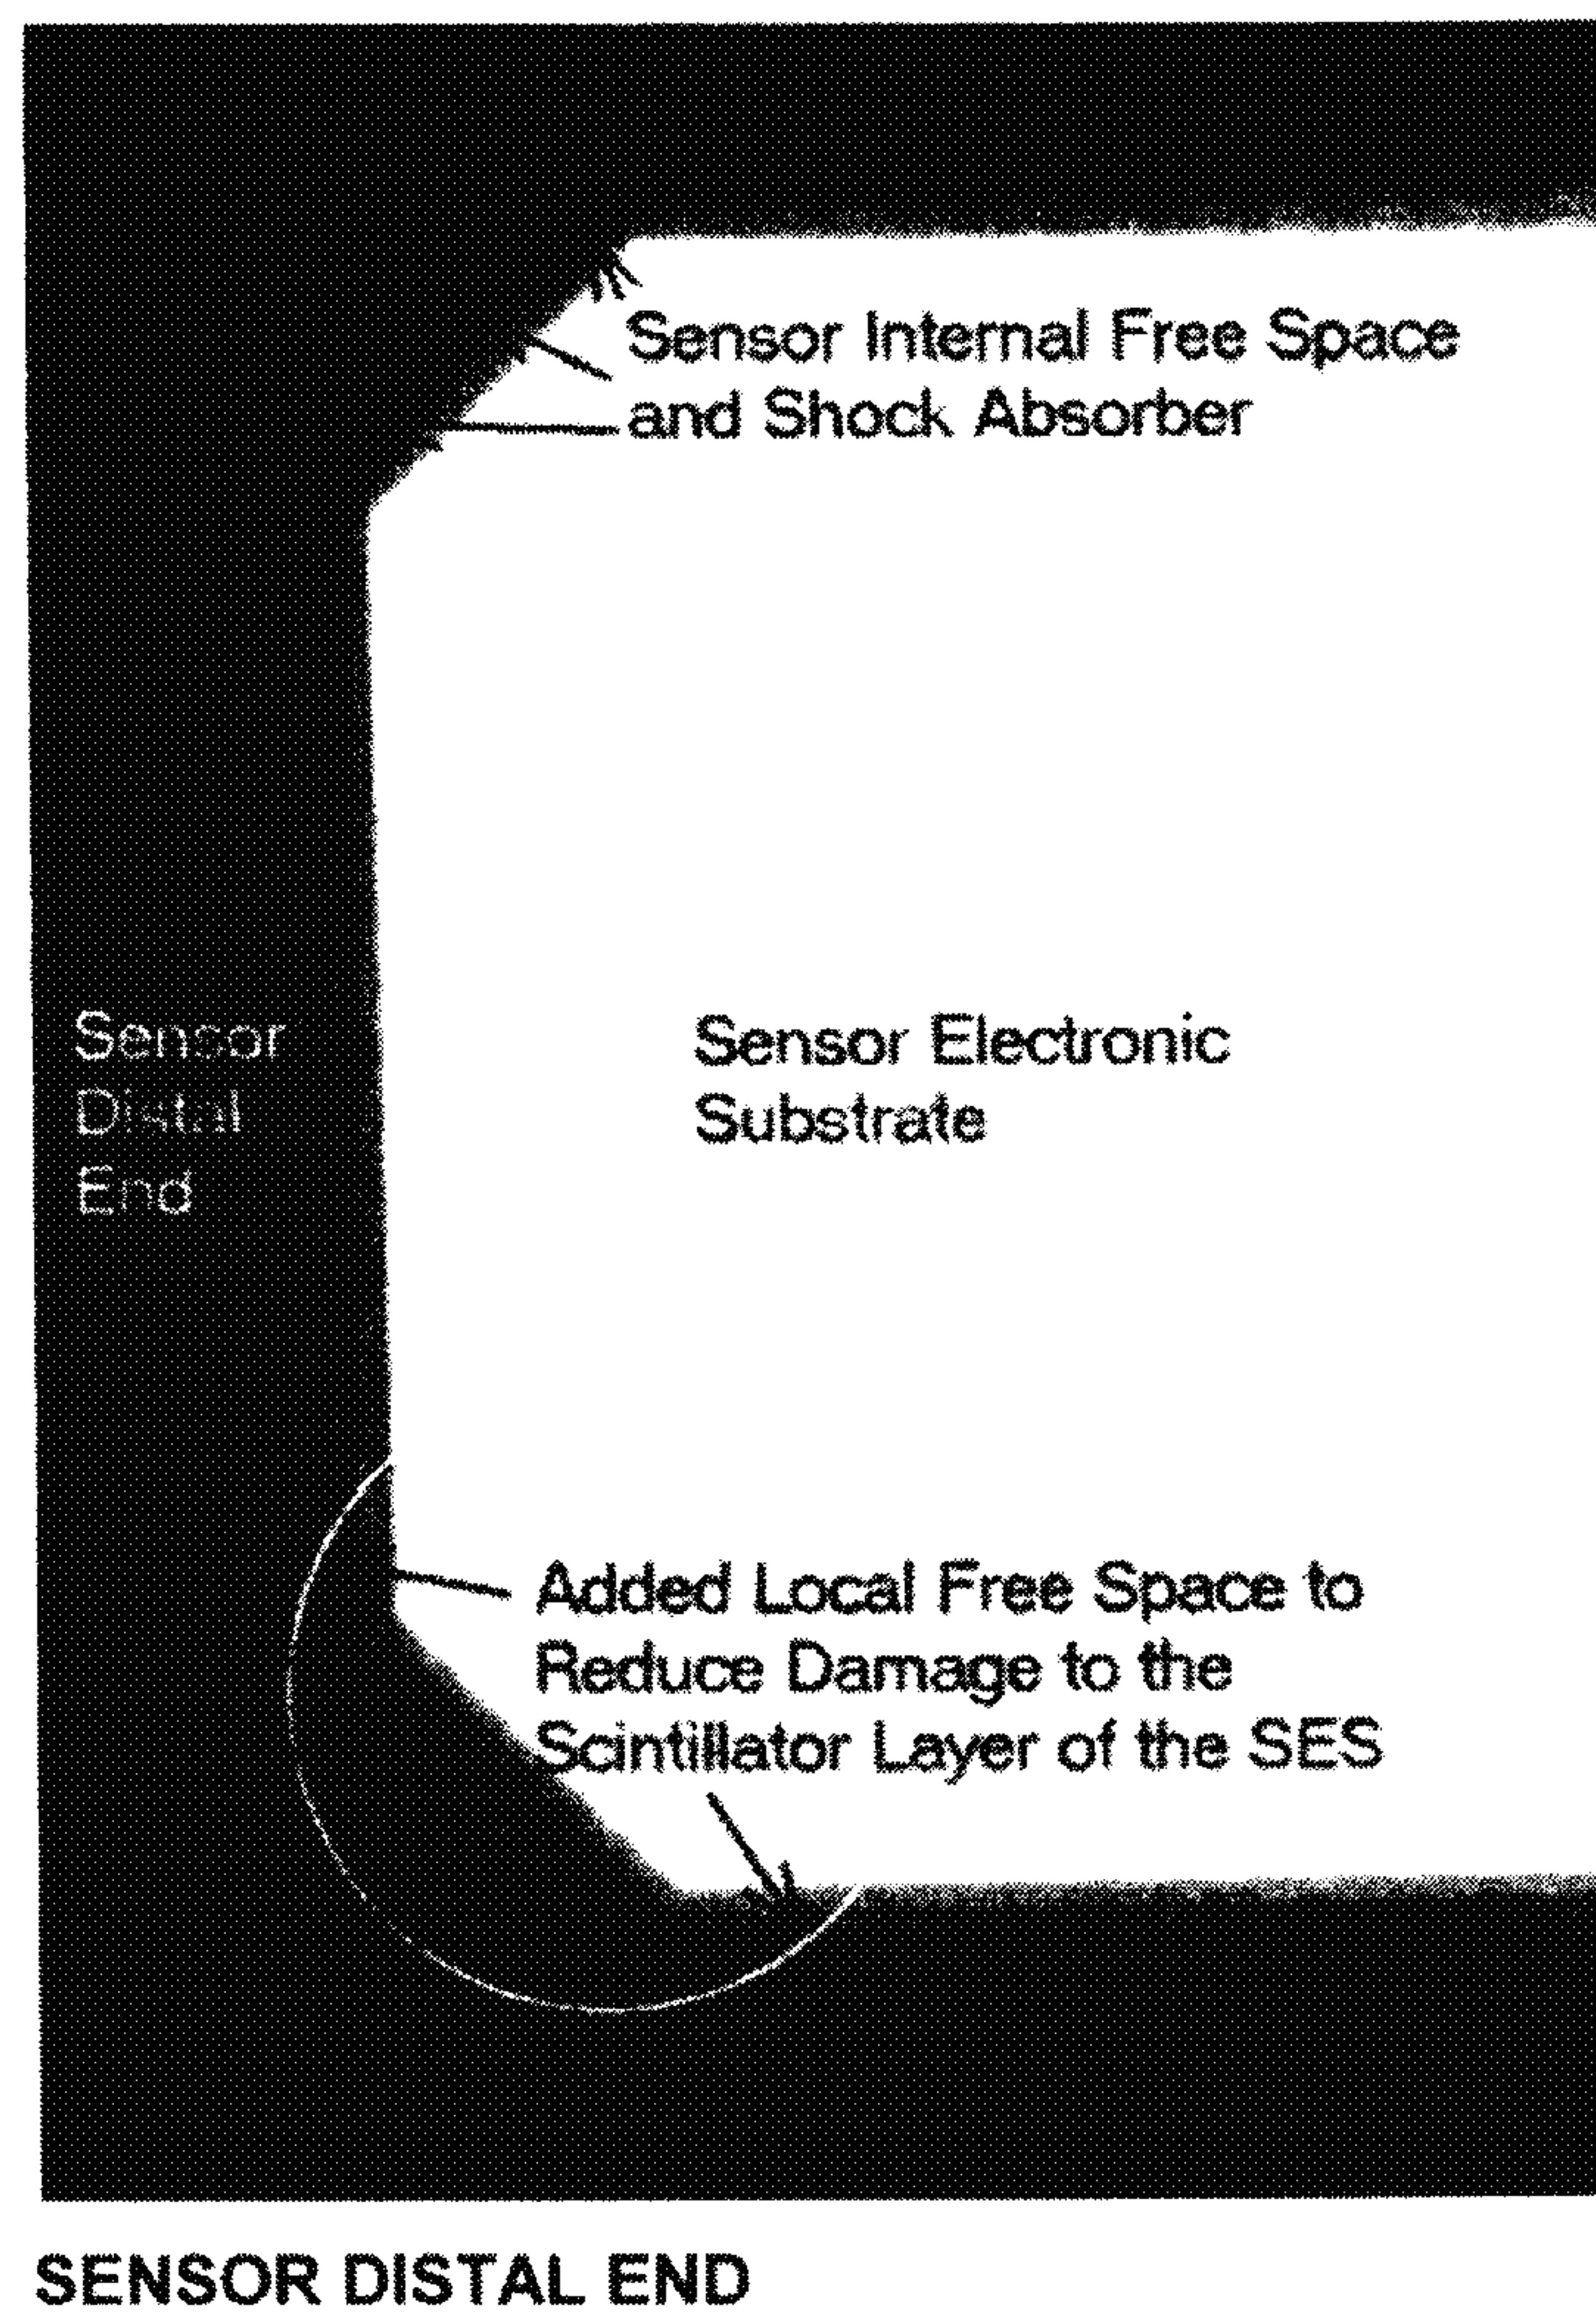 Sensor Internal Free Space
and Shock Absorber
Sensor
Distal
End
Sensor Electronic
Substrate
Added Local Free Space to
Reduce Damage to the
Scintillator Layer of the SES
SENSOR DISTAL END